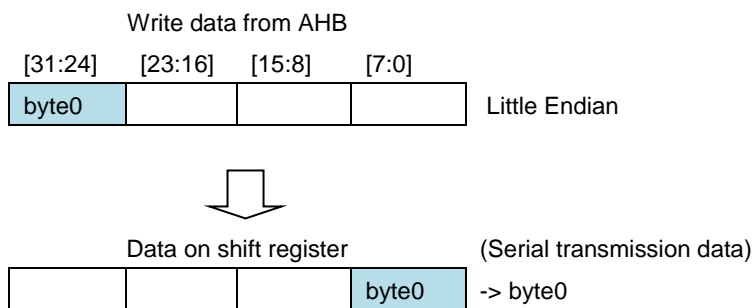 Write data from AHB
[31:24] [23:16] [15:8] [7:0]
byte0 Little Endian
Data on shift register (Serial transmission data)
byte0 -> byte0